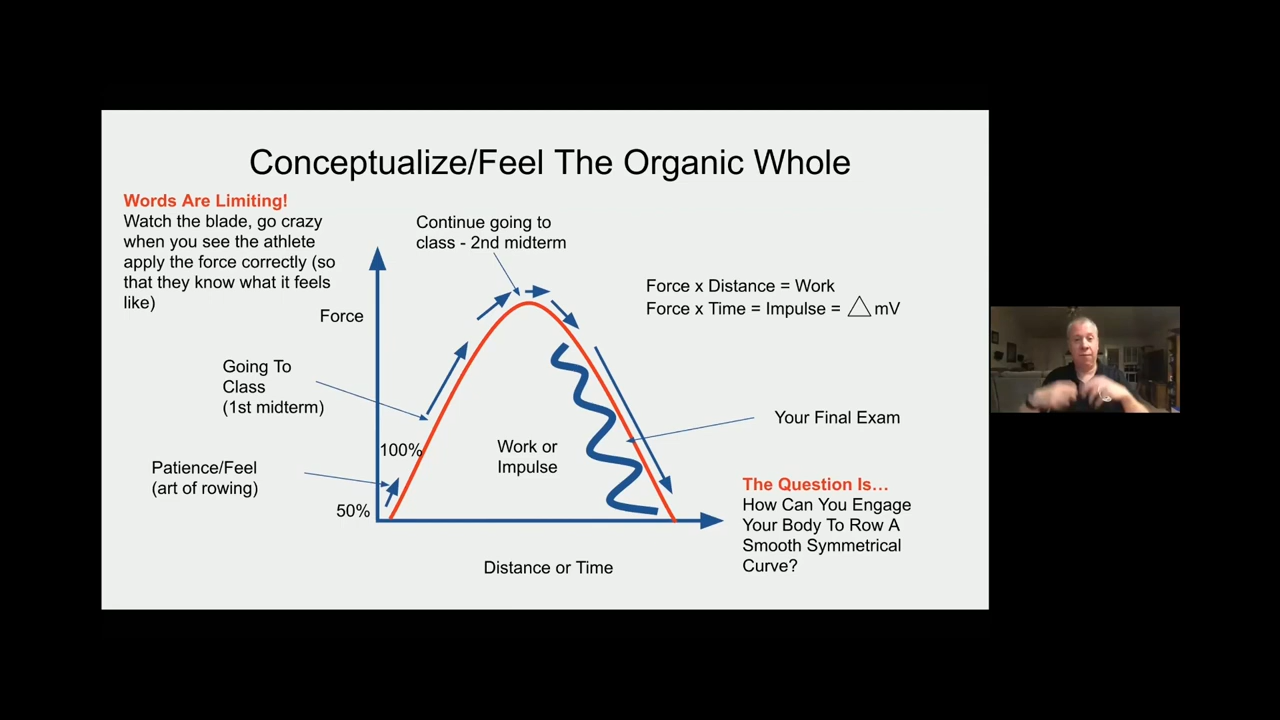 Conceptualize/Feel The Organic Whole
Words Are Limiting!
Watch the blade, go crazy
when you see the athlete
apply the force correctly (so
that they know what it feels
like)
Continue going to
class - 2nd midterm
Force x Distance = Work
Force x Time = Impulse = △mV
Force
Going To
Class
(1st midterm)
100%
Patience/Feel
(art of rowing)
50%
Work or
Impulse
Your Final Exam
The Question Is...
How Can You Engage
Your Body To Row A
Smooth Symmetrical
Curve?
Distance or Time